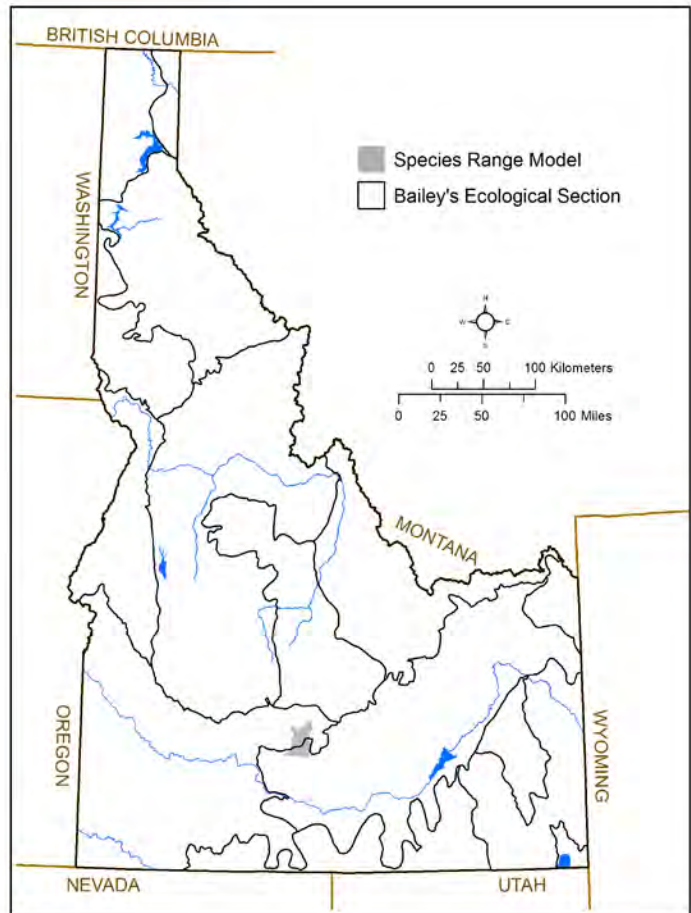 BRITISH COLUMBIA
WASHINGTON
Species Range Model
Bailey's Ecological Section
N
W E
S
0 25 50 100 Kilometers
0 25 50 100 Miles
MONTANA
OREGON
WYOMING
NEVADA UTAH